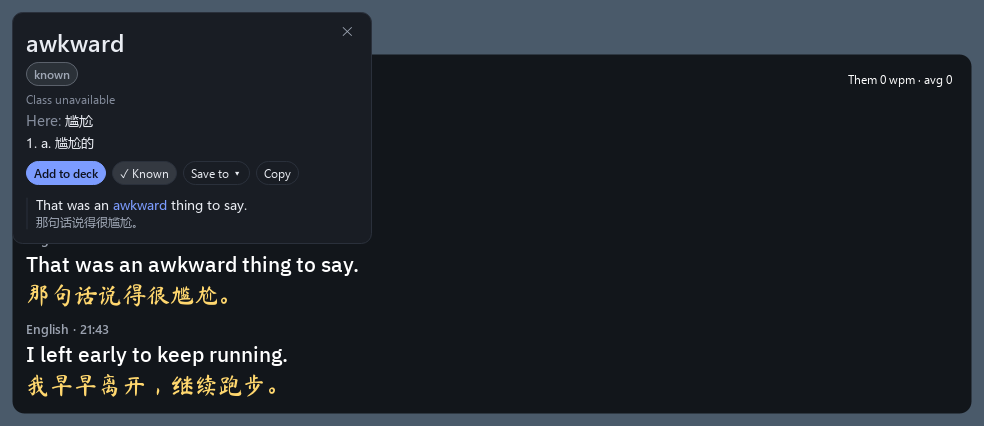 awkward
known
Class unavailable
Here: 尴尬
1. a. 尴尬的
Add to deck ✓ Known Save to ▾ Copy
That was an awkward thing to say.
那句话说得很尴尬。
Them 0 wpm · avg 0
That was an awkward thing to say.
那句话说得很尴尬。
English · 21:43
I left early to keep running.
我早早离开，继续跑步。